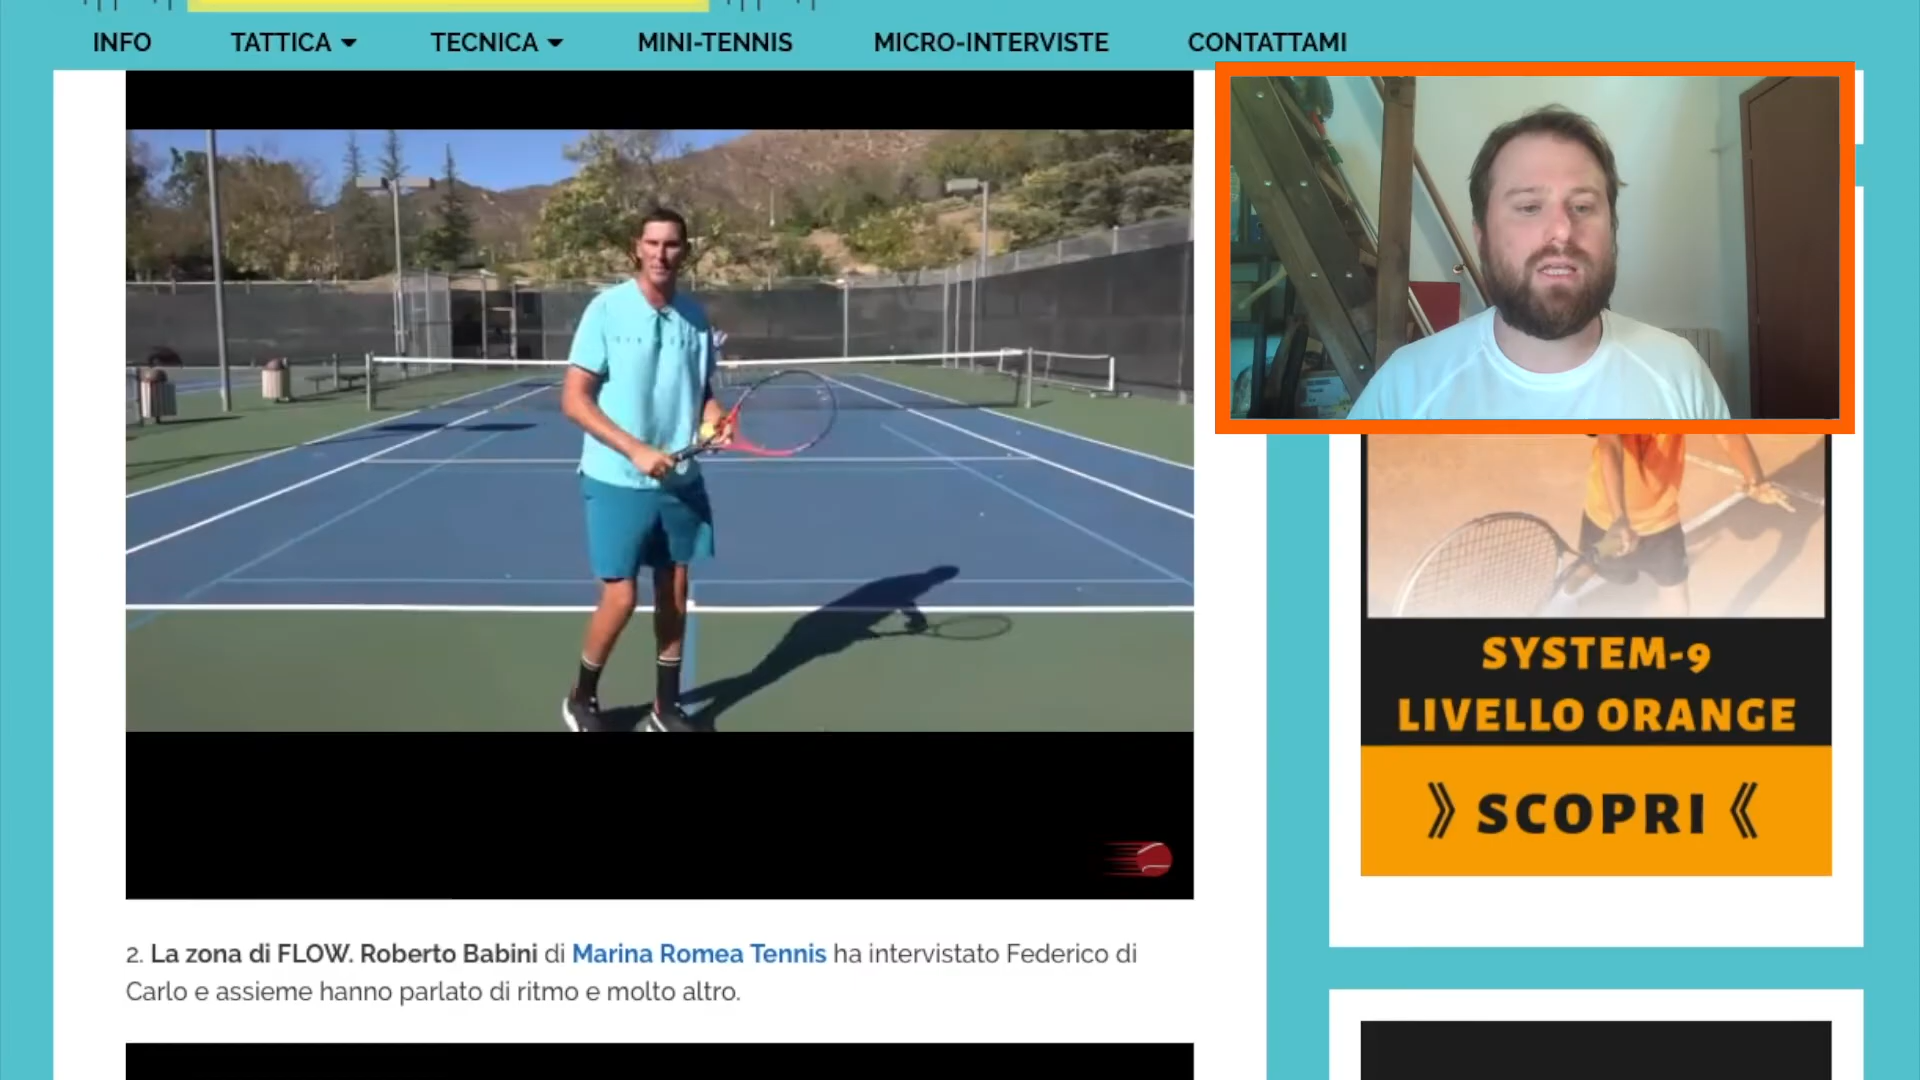 INFO
TATTICA
TECNICA
MINI-TENNIS
MICRO-INTERVISTE
CONTATTAMI
SYSTEM-9
LIVELLO ORANGE
》SCOPRI《
2. La zona di FLOW. Roberto Babini di Marina Romea Tennis ha intervistato Federico di
Carlo e assieme hanno parlato di ritmo e molto altro.